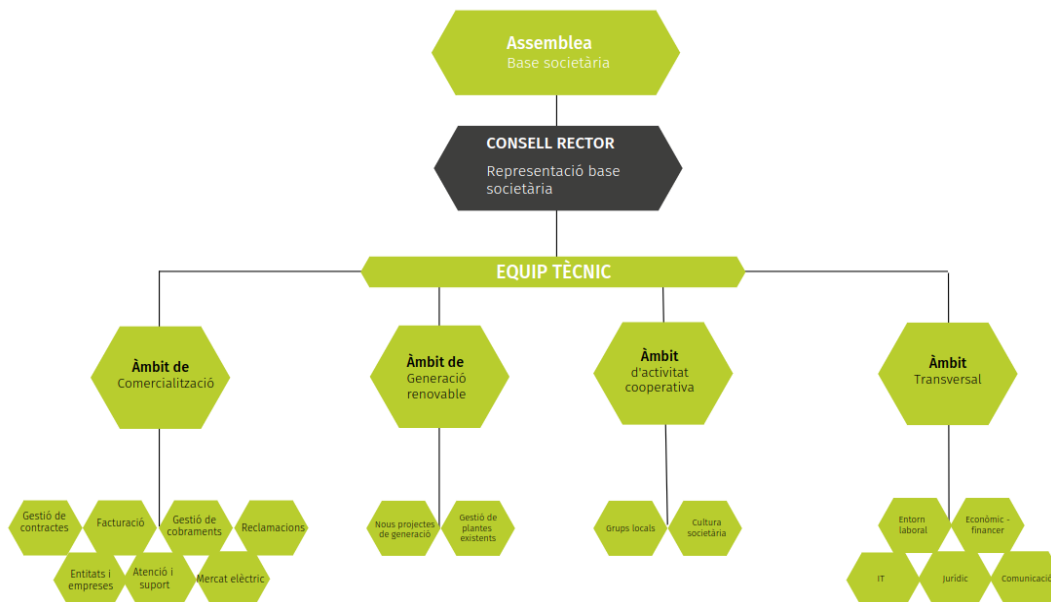 Assemblea
Base societària
CONSELL RECTOR
Representació base
societària
EQUIP TÈCNIC
Àmbit de
Comercialització
Àmbit de
Generació
renovable
Àmbit
d'activitat
cooperativa
Àmbit
Transversal
Gestió de
contractes
Facturació
Gestió de
cobraments
Reclamacions
Entitats i
empreses
Atenció i
suport
Mercat elèctric
Nous projectes
de generació
Gestió de
plantes
existents
Grups locals
Cultura
societària
Entorn
laboral
Econòmic -
financer
IT
Jurídic
Comunicació